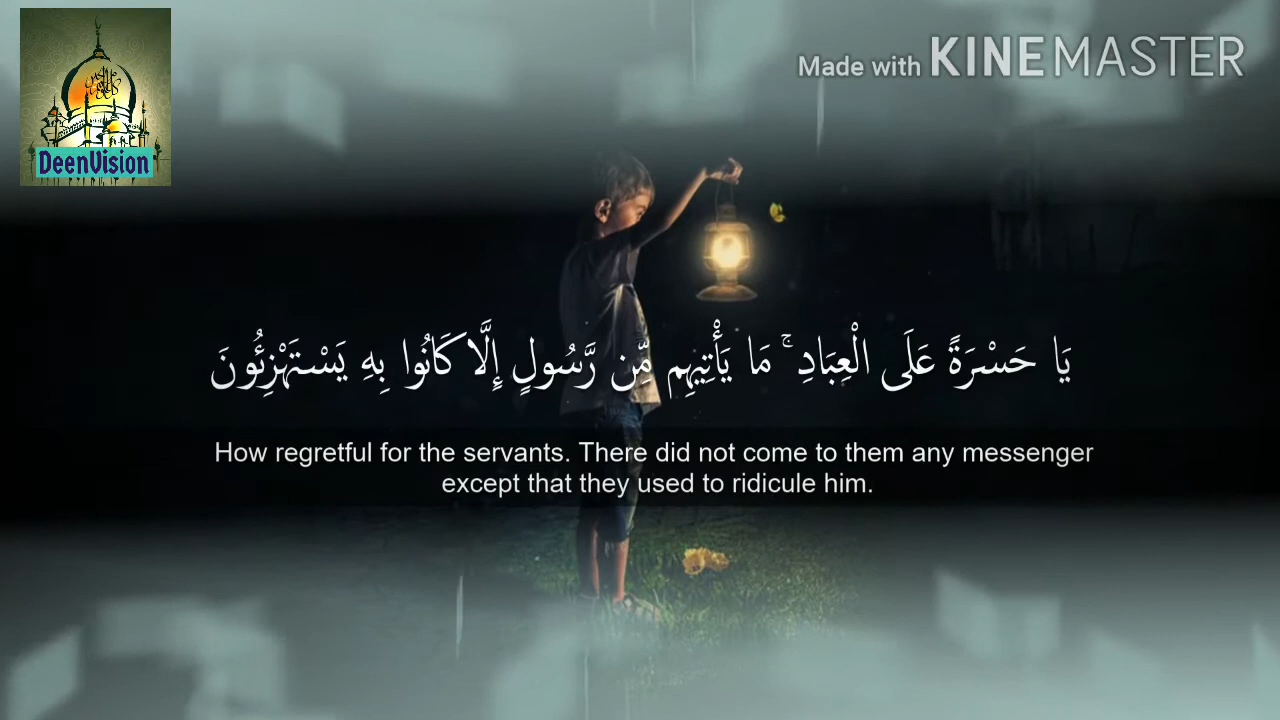 Made with KINEMASTER
DeenVision
يَا حَسْرَةً عَلَى الْعِبَادِ ۚ مَا يَأْتِيهِم مِّن رَّسُولٍ إِلَّا كَانُوا بِهِ يَسْتَهْزِئُونَ
How regretful for the servants. There did not come to them any messenger
except that they used to ridicule him.